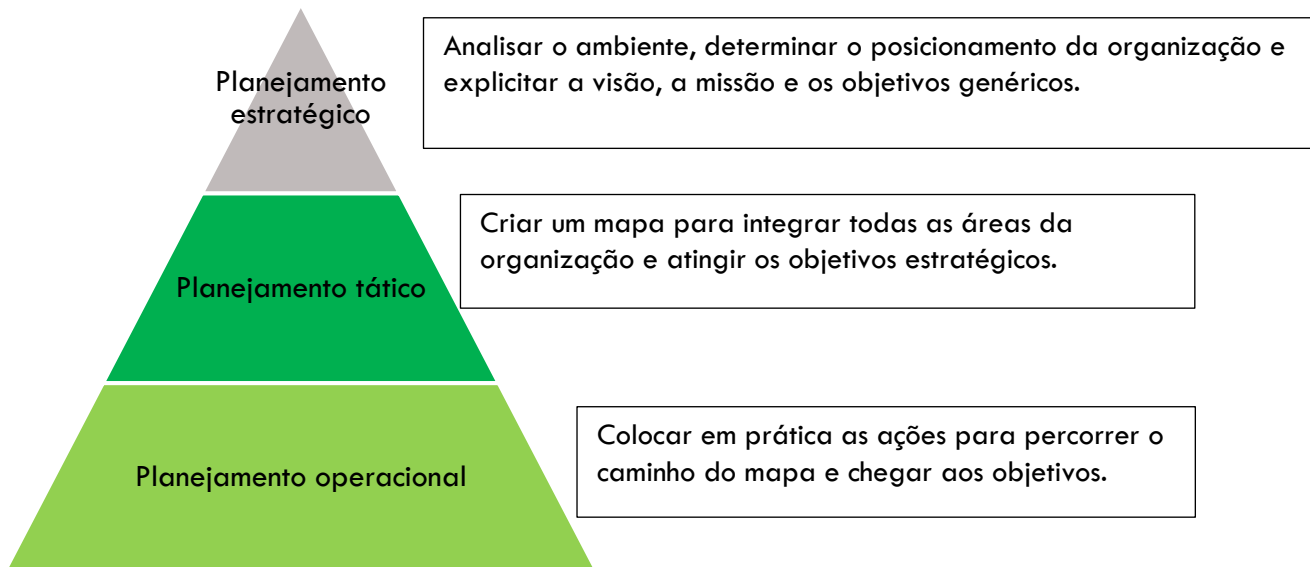 Planejamento
estratégico
Analisar o ambiente, determinar o posicionamento da organização e
explicitar a visão, a missão e os objetivos genéricos.
Planejamento tático
Criar um mapa para integrar todas as áreas da
organização e atingir os objetivos estratégicos.
Planejamento operacional
Colocar em prática as ações para percorrer o
caminho do mapa e chegar aos objetivos.